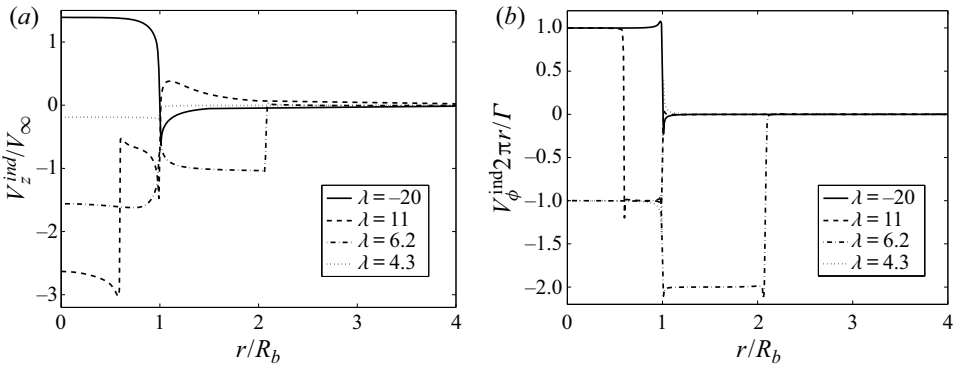 (a)
1
0
−1
−2
−3
V_z^{ind}/V_∞
λ = −20
λ = 11
λ = 6.2
λ = 4.3
0
1
2
3
4
r/R_b
(b)
1.0
0.5
0
−0.5
−1.0
−1.5
−2.0
V_ϕ^{ind}2πr/Γ
λ = −20
λ = 11
λ = 6.2
λ = 4.3
0
1
2
3
4
r/R_b